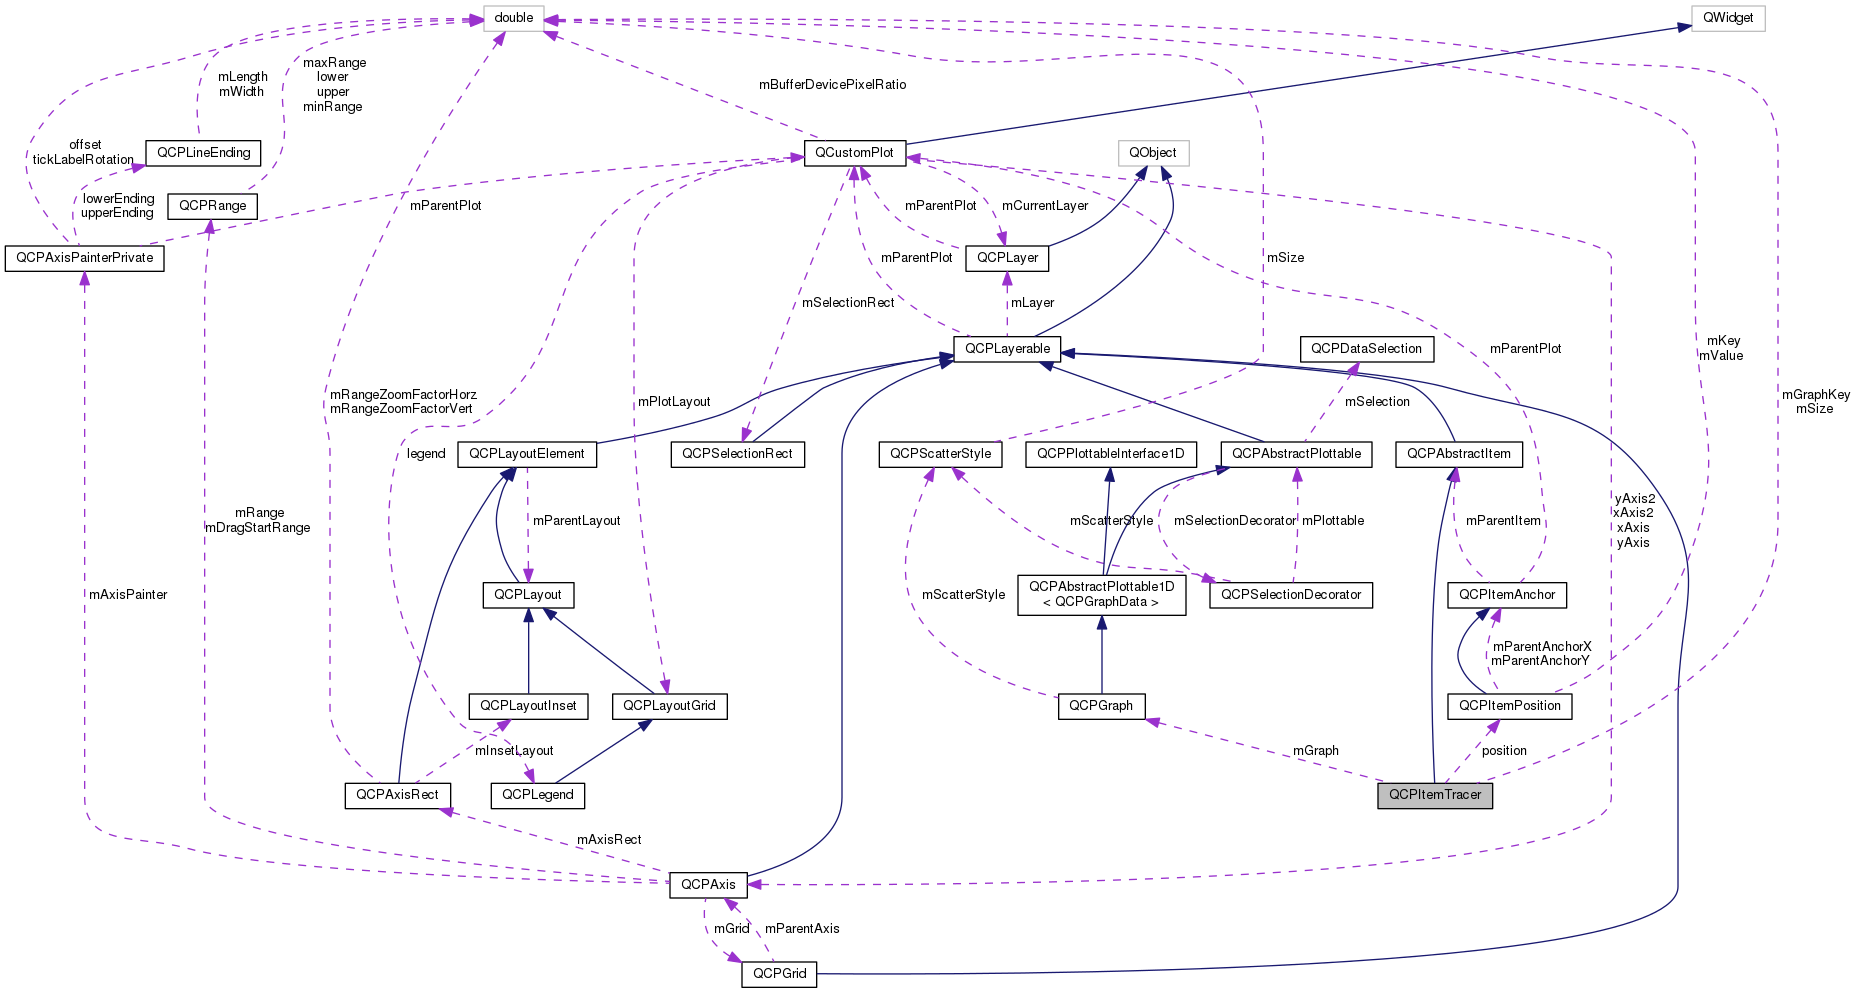 double
QWidget
maxRange
lower
upper
minRange
mLength
mWidth
mBufferDevicePixelRatio
offset
tickLabelRotation
QCPLineEnding
QCustomPlot
QObject
lowerEnding
upperEnding
QCPRange
mParentPlot
mParentPlot
mCurrentLayer
QCPAxisPainterPrivate
mParentPlot
QCPLayer
mSize
mSelectionRect
mLayer
QCPLayerable
QCPDataSelection
mParentPlot
mKey
mValue
mRangeZoomFactorHorz
mRangeZoomFactorVert
mPlotLayout
mSelection
mGraphKey
mSize
legend
QCPLayoutElement
QCPSelectionRect
QCPScatterStyle
QCPPlottableInterface1D
QCPAbstractPlottable
QCPAbstractItem
mRange
mDragStartRange
mParentLayout
mScatterStyle
mSelectionDecorator
mPlottable
mParentItem
yAxis2
xAxis2
xAxis
yAxis
mAxisPainter
QCPLayout
mScatterStyle
QCPAbstractPlottable1D
< QCPGraphData >
QCPSelectionDecorator
QCPItemAnchor
mParentAnchorX
mParentAnchorY
QCPLayoutInset
QCPLayoutGrid
QCPGraph
QCPItemPosition
mInsetLayout
mGraph
position
QCPAxisRect
QCPLegend
QCPItemTracer
mAxisRect
QCPAxis
mGrid
mParentAxis
QCPGrid